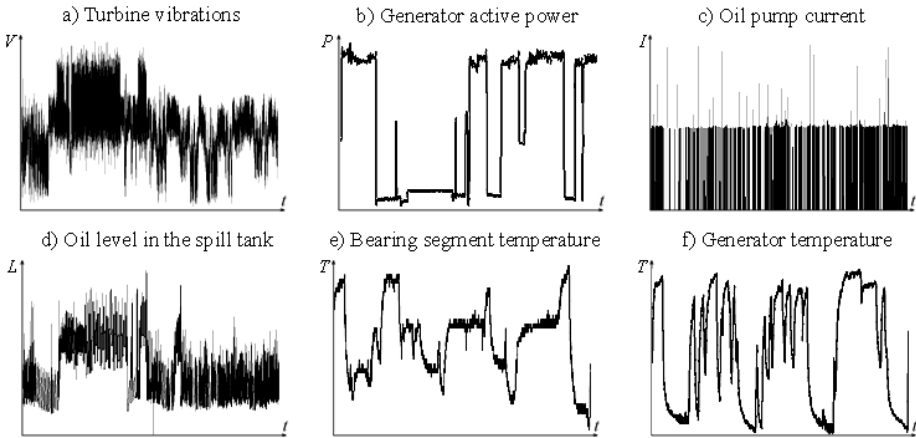 a) Turbine vibrations
b) Generator active power
c) Oil pump current
V
P
I
t
t
t
d) Oil level in the spill tank
e) Bearing segment temperature
f) Generator temperature
L
T
T
t
t
t